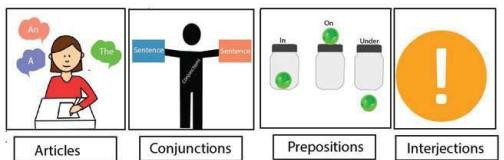 An
A
The
Articles
Sentence
Sentence
Conjunctions
Conjunctions
In
On
Under
Prepositions
!
Interjections